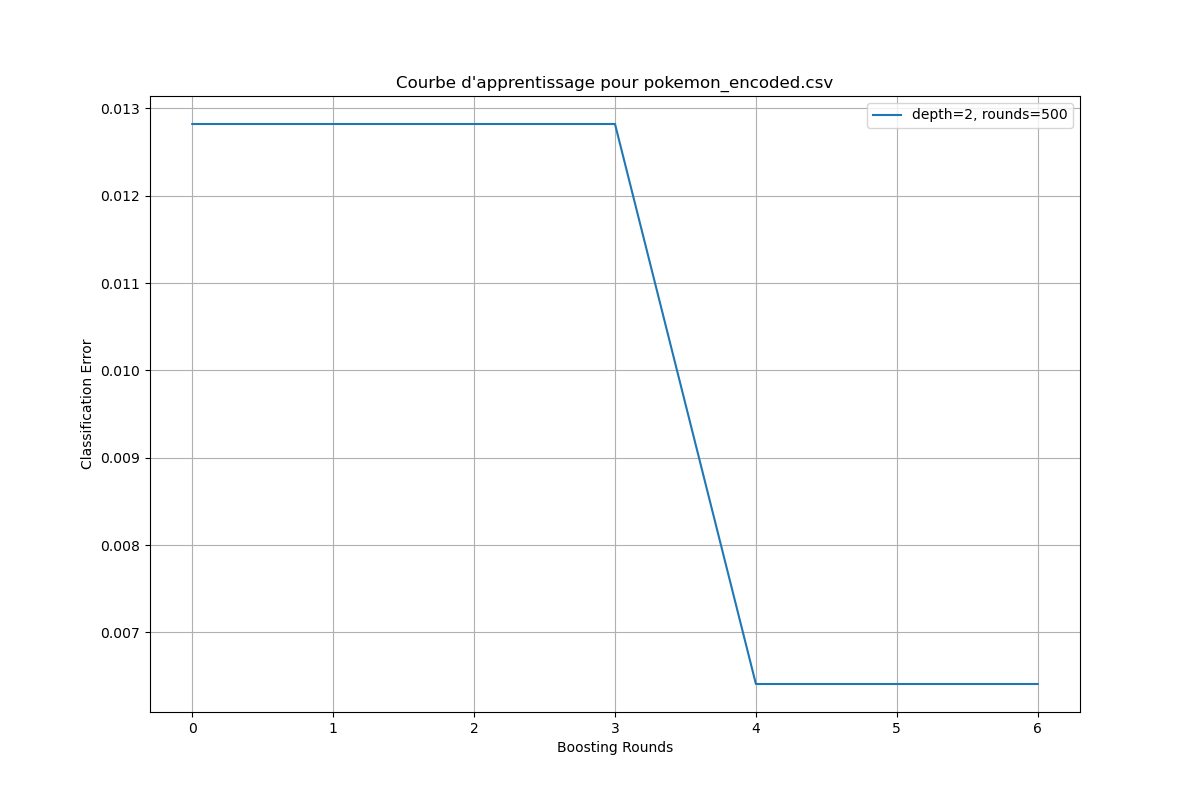 Courbe d'apprentissage pour pokemon_encoded.csv
depth=2, rounds=500
0.013
0.012
0.011
0.010
0.009
0.008
0.007
Classification Error
0 1 2 3 4 5 6
Boosting Rounds